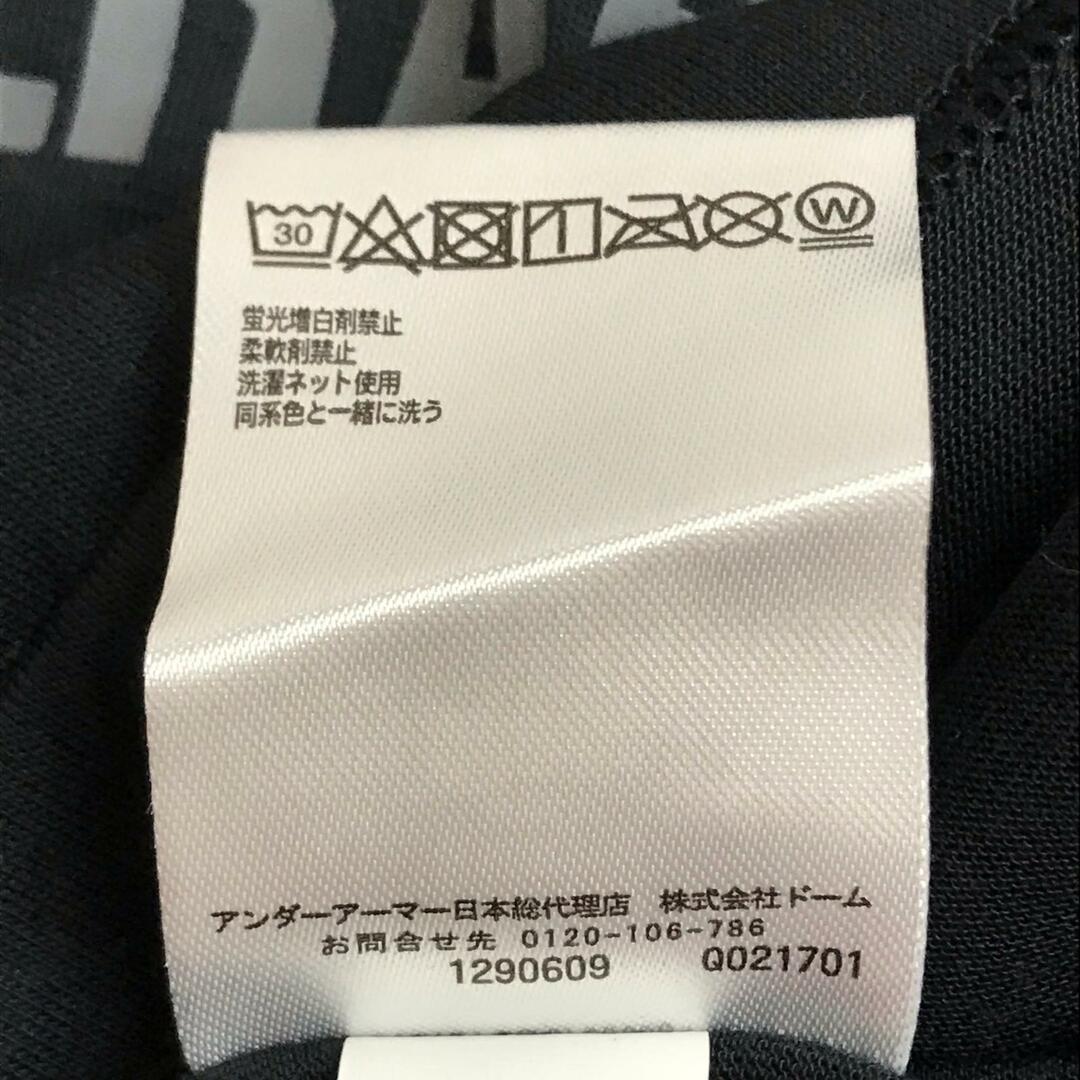 30
W
蛍光増白剤禁止
柔軟剤禁止
洗濯ネット使用
同系色と一緒に洗う
アンダーアーマー日本総代理店 株式会社ドーム
お問合せ先 0120-106-786
1290609 Q021701